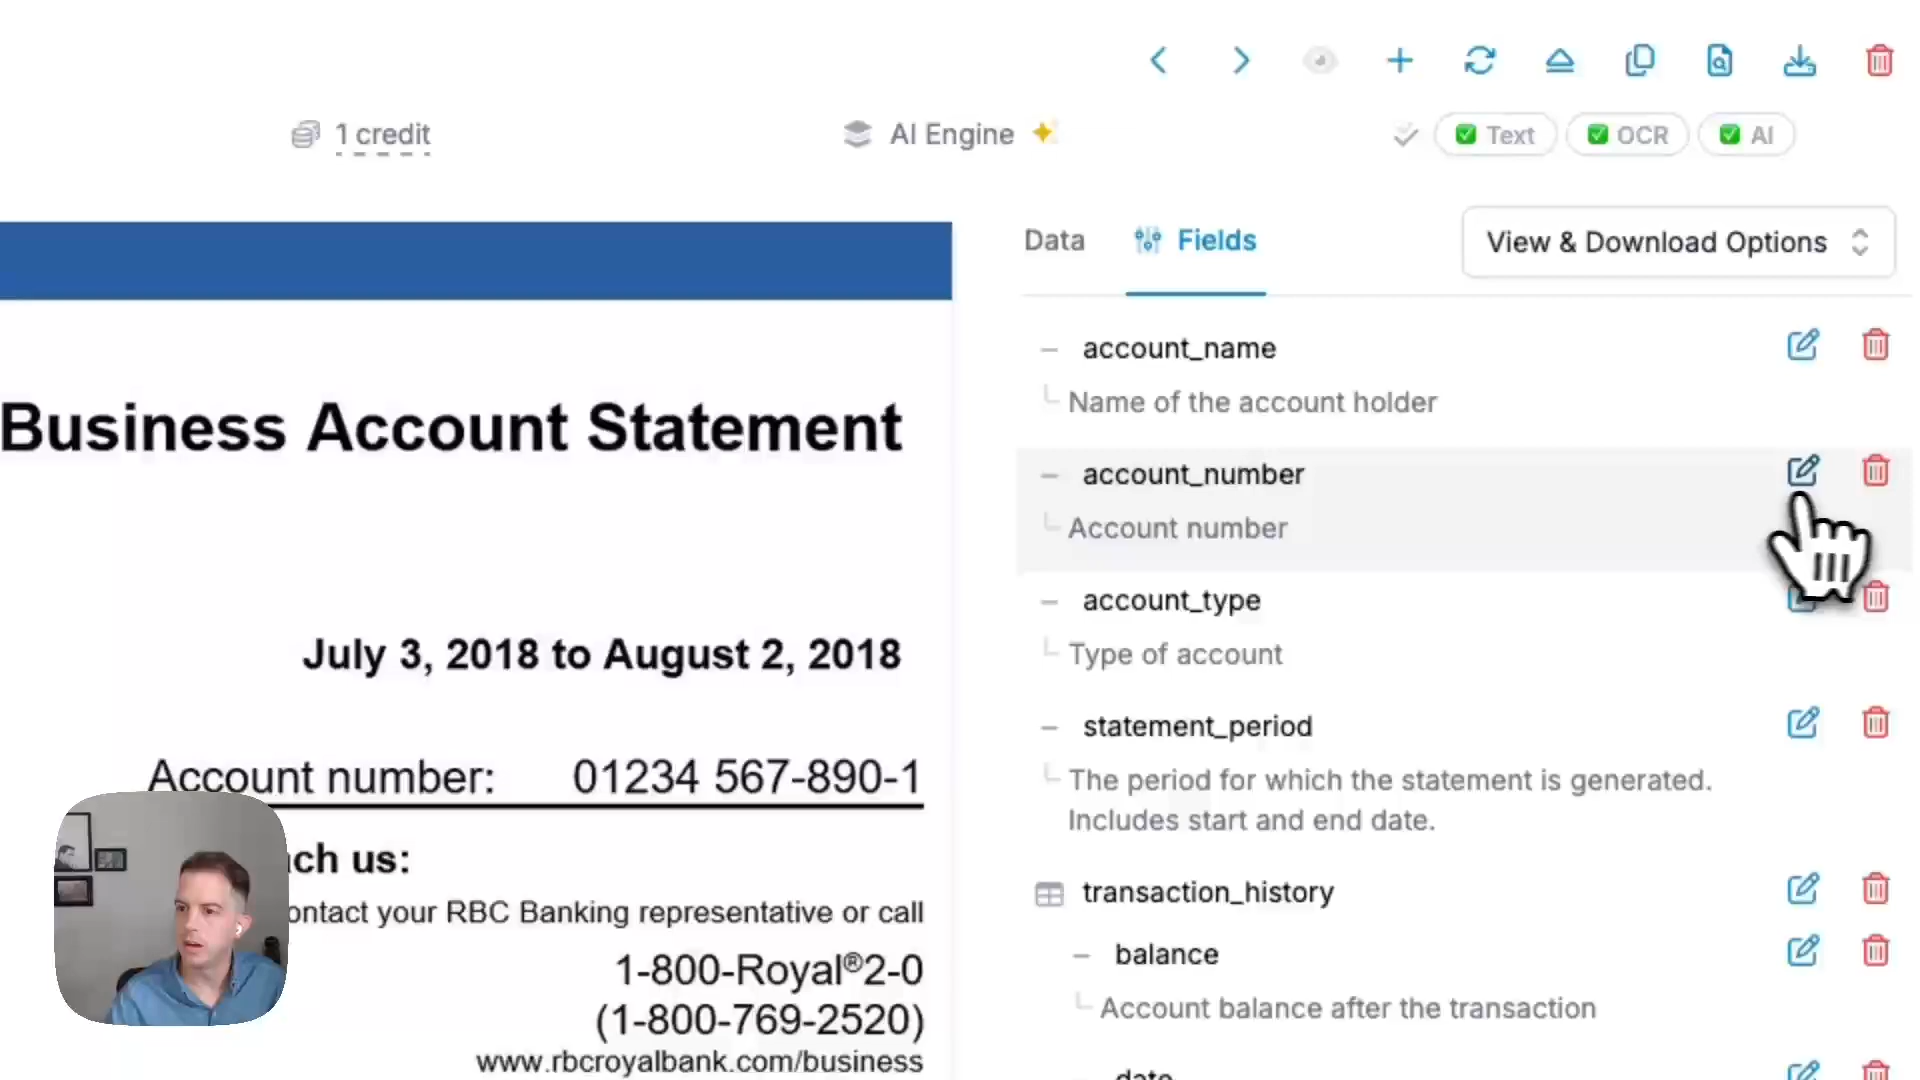 1 credit
AI Engine
Text
OCR
AI
Business Account Statement
July 3, 2018 to August 2, 2018
Account number: 01234 567-890-1
ach us:
ontact your RBC Banking representative or call
1-800-Royal®2-0
(1-800-769-2520)
www.rbcroyalbank.com/business
Data
Fields
View & Download Options
account_name
Name of the account holder
account_number
Account number
account_type
Type of account
statement_period
The period for which the statement is generated.
Includes start and end date.
transaction_history
balance
Account balance after the transaction
date